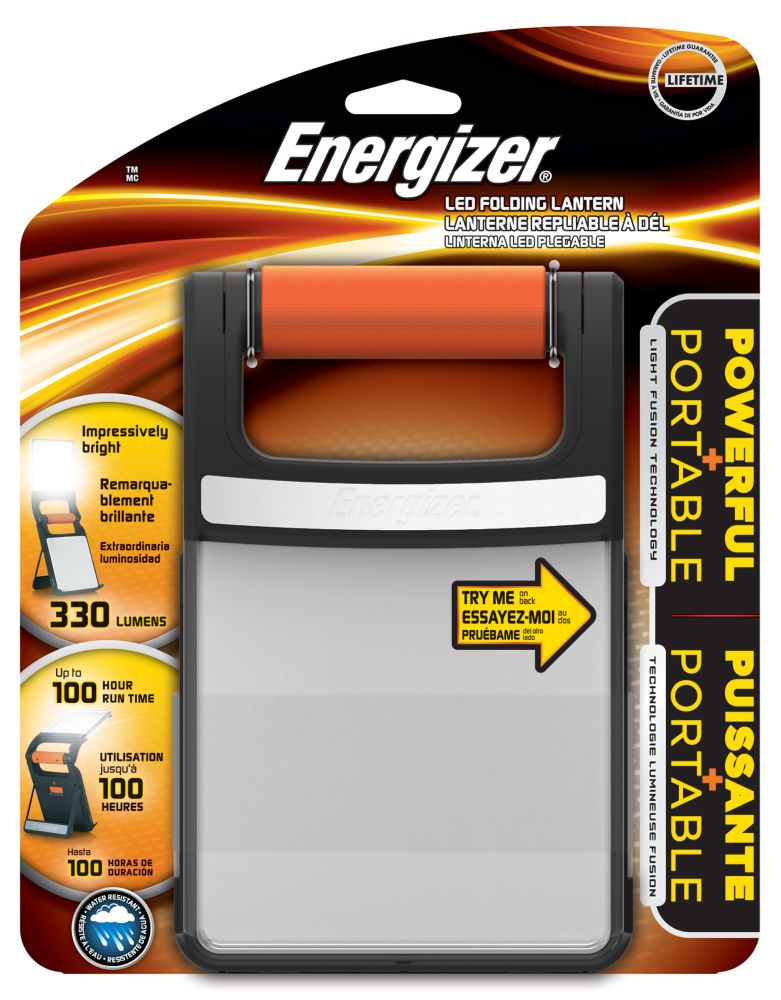 LIFETIME GUARANTEE
LIFETIME
GARANTIE À VIE • GARANTÍA DE POR VIDA
Energizer®
TM
MC
LED FOLDING LANTERN
LANTERNE REPLIABLE À DÉL
LINTERNA LED PLEGABLE
POWERFUL
+
PORTABLE
LIGHT FUSION TECHNOLOGY
Impressively
bright
Remarqua-
blement
brillante
Extraordinaria
luminosidad
330 LUMENS
Energizer®
TRY ME on back
ESSAYEZ-MOI au dos
PRUÉBAME del otro lado
Up to
100 HOUR
RUN TIME
UTILISATION
jusqu'à
100
HEURES
Hasta
100 HORAS DE
DURACIÓN
Energizer
PUISSANTE
+
PORTABLE
TECHNOLOGIE LUMINEUSE FUSION
WATER RESISTANT •
RÉSISTE À L'EAU • RESISTENTE DE AGUA